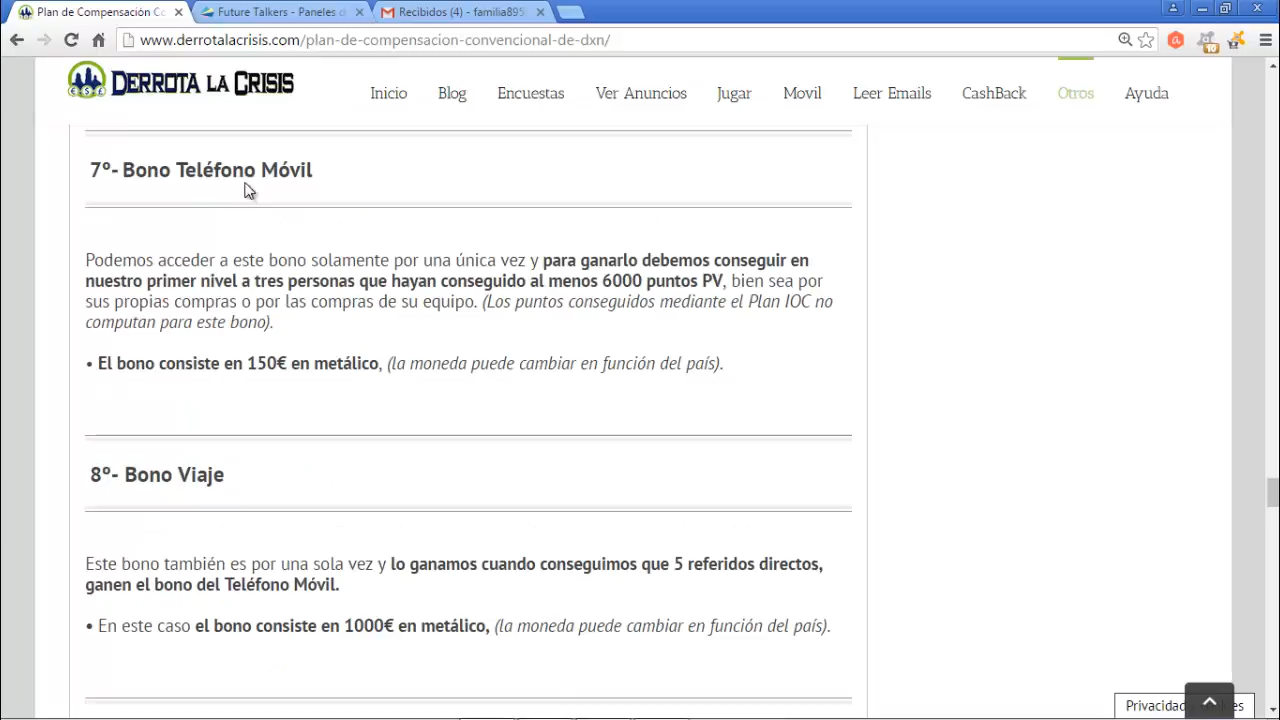 Plan de Compensación Co
Future Talkers - Paneles d
Recibidos (4) - familia895
www.derrotalacrisis.com/plan-de-compensacion-convencional-de-dxn/
10
DERROTA LA CRISIS
Inicio
Blog
Encuestas
Ver Anuncios
Jugar
Movil
Leer Emails
CashBack
Otros
Ayuda
7º- Bono Teléfono Móvil
Podemos acceder a este bono solamente por una única vez y para ganarlo debemos conseguir en
nuestro primer nivel a tres personas que hayan conseguido al menos 6000 puntos PV, bien sea por
sus propias compras o por las compras de su equipo. (Los puntos conseguidos mediante el Plan IOC no
computan para este bono).
• El bono consiste en 150€ en metálico, (la moneda puede cambiar en función del país).
8º- Bono Viaje
Este bono también es por una sola vez y lo ganamos cuando conseguimos que 5 referidos directos,
ganen el bono del Teléfono Móvil.
• En este caso el bono consiste en 1000€ en metálico, (la moneda puede cambiar en función del país).
Privacidad